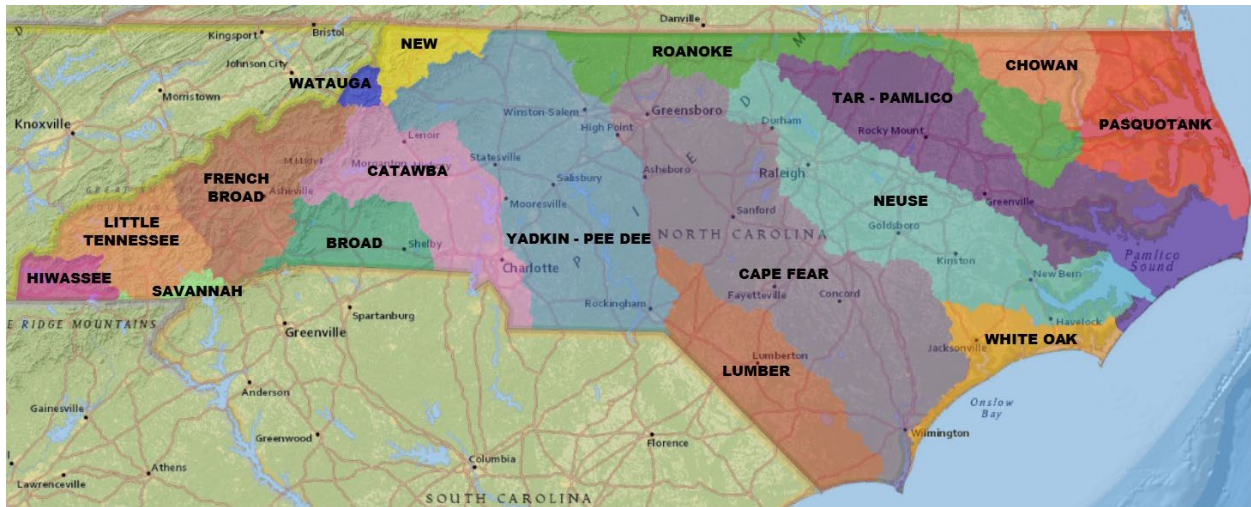 Danville
Kingsport
Bristol
NEW
ROANOKE
CHOWAN
Johnson City
WATAUGA
Morristown
TAR - PAMLICO
Winston-Salem
Greensboro
Knoxville
High Point
Durham
Rocky Mount
PASQUOTANK
Lenoir
Morganton
CATAWBA
Statesville
Asheboro
Raleigh
FRENCH
BROAD
Asheville
Salisbury
Mooresville
NEUSE
Greenville
LITTLE
TENNESSEE
BROAD
Shelby
YADKIN - PEE DEE
Sanford
NORTH CAROLINA
Goldsboro
Kinston
Pamlico
Sound
HIWASSEE
SAVANNAH
Charlotte
CAPE FEAR
Fayetteville
Concord
New Bern
Rockingham
Spartanburg
E RIDGE MOUNTAINS
Greenville
Havelock
WHITE OAK
Jacksonville
Lumberton
LUMBER
Anderson
Onslow
Bay
Gainesville
Greenwood
Florence
Wilmington
Athens
Columbia
Lawrenceville
SOUTH CAROLINA
P I E D M